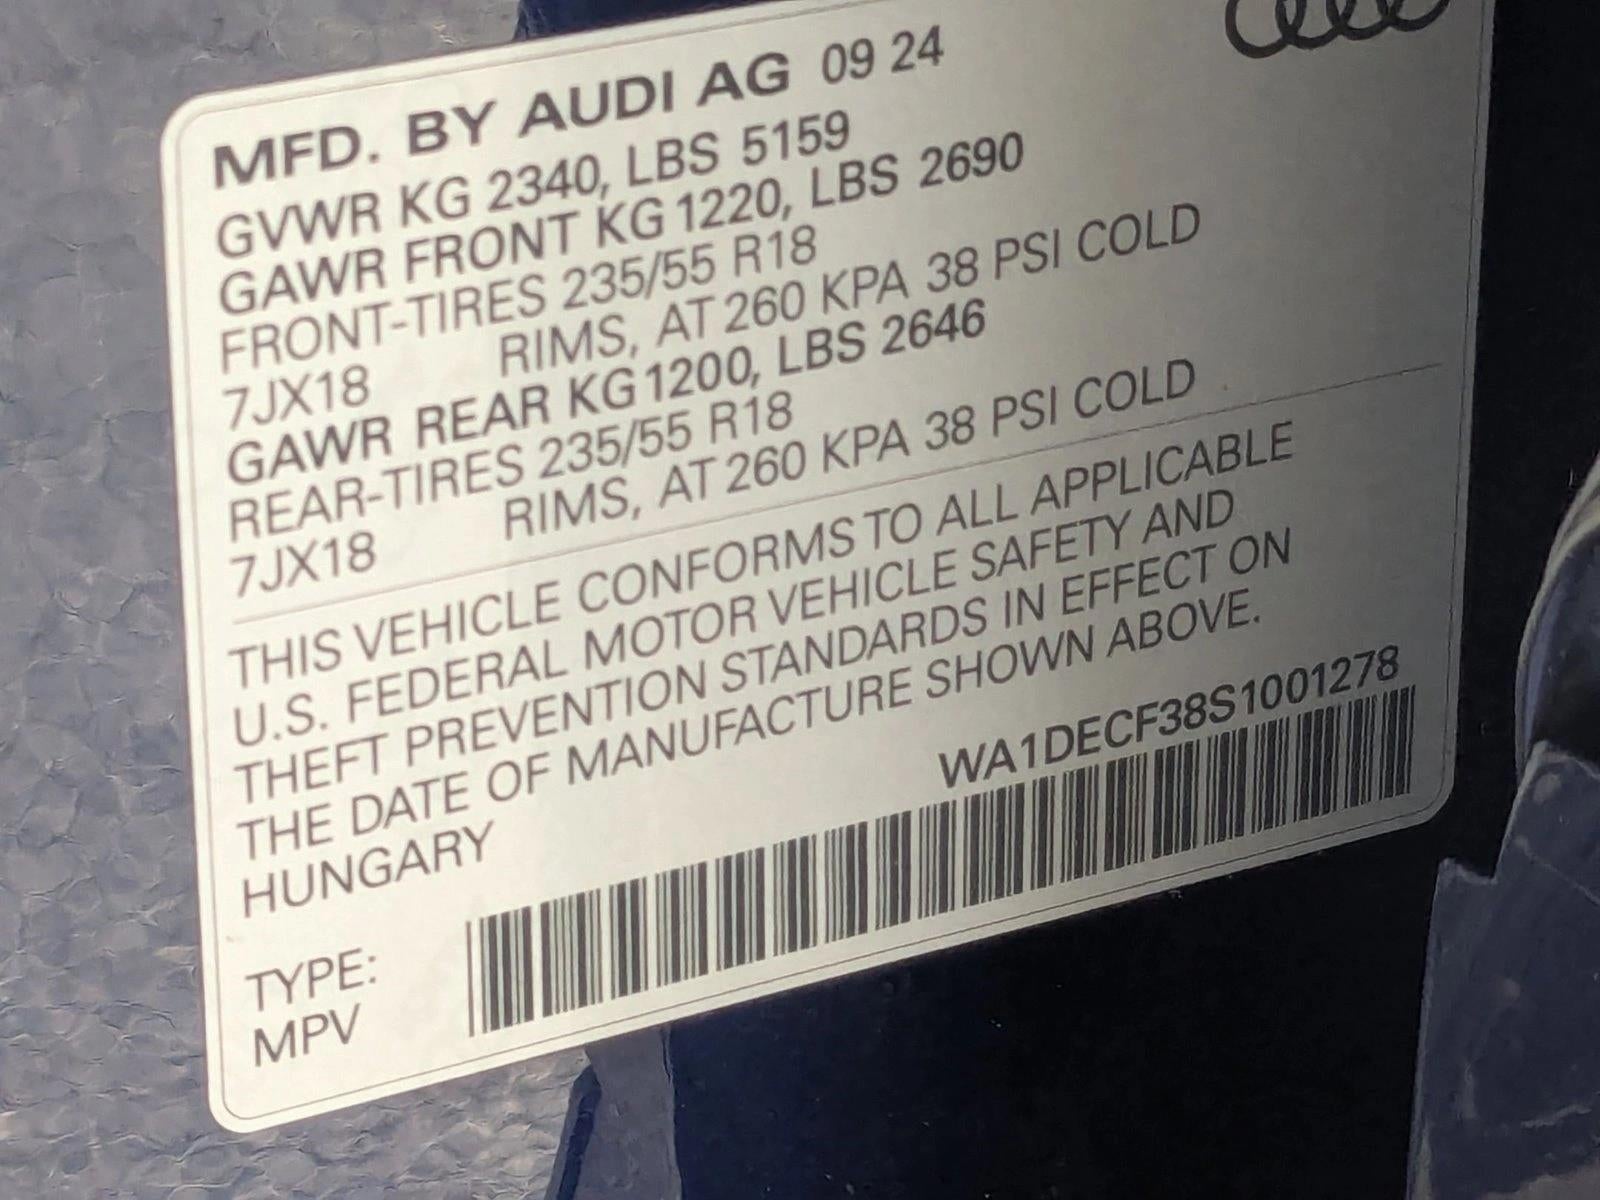 MFD. BY AUDI AG 09 24
GVWR KG 2340, LBS 5159
GAWR FRONT KG 1220, LBS 2690
FRONT-TIRES 235/55 R18
7JX18 RIMS, AT 260 KPA 38 PSI COLD
GAWR REAR KG 1200, LBS 2646
REAR-TIRES 235/55 R18
7JX18 RIMS, AT 260 KPA 38 PSI COLD
THIS VEHICLE CONFORMS TO ALL APPLICABLE
U.S. FEDERAL MOTOR VEHICLE SAFETY AND
THEFT PREVENTION STANDARDS IN EFFECT ON
THE DATE OF MANUFACTURE SHOWN ABOVE.
HUNGARY
WA1DECF38S1001278
TYPE:
MPV